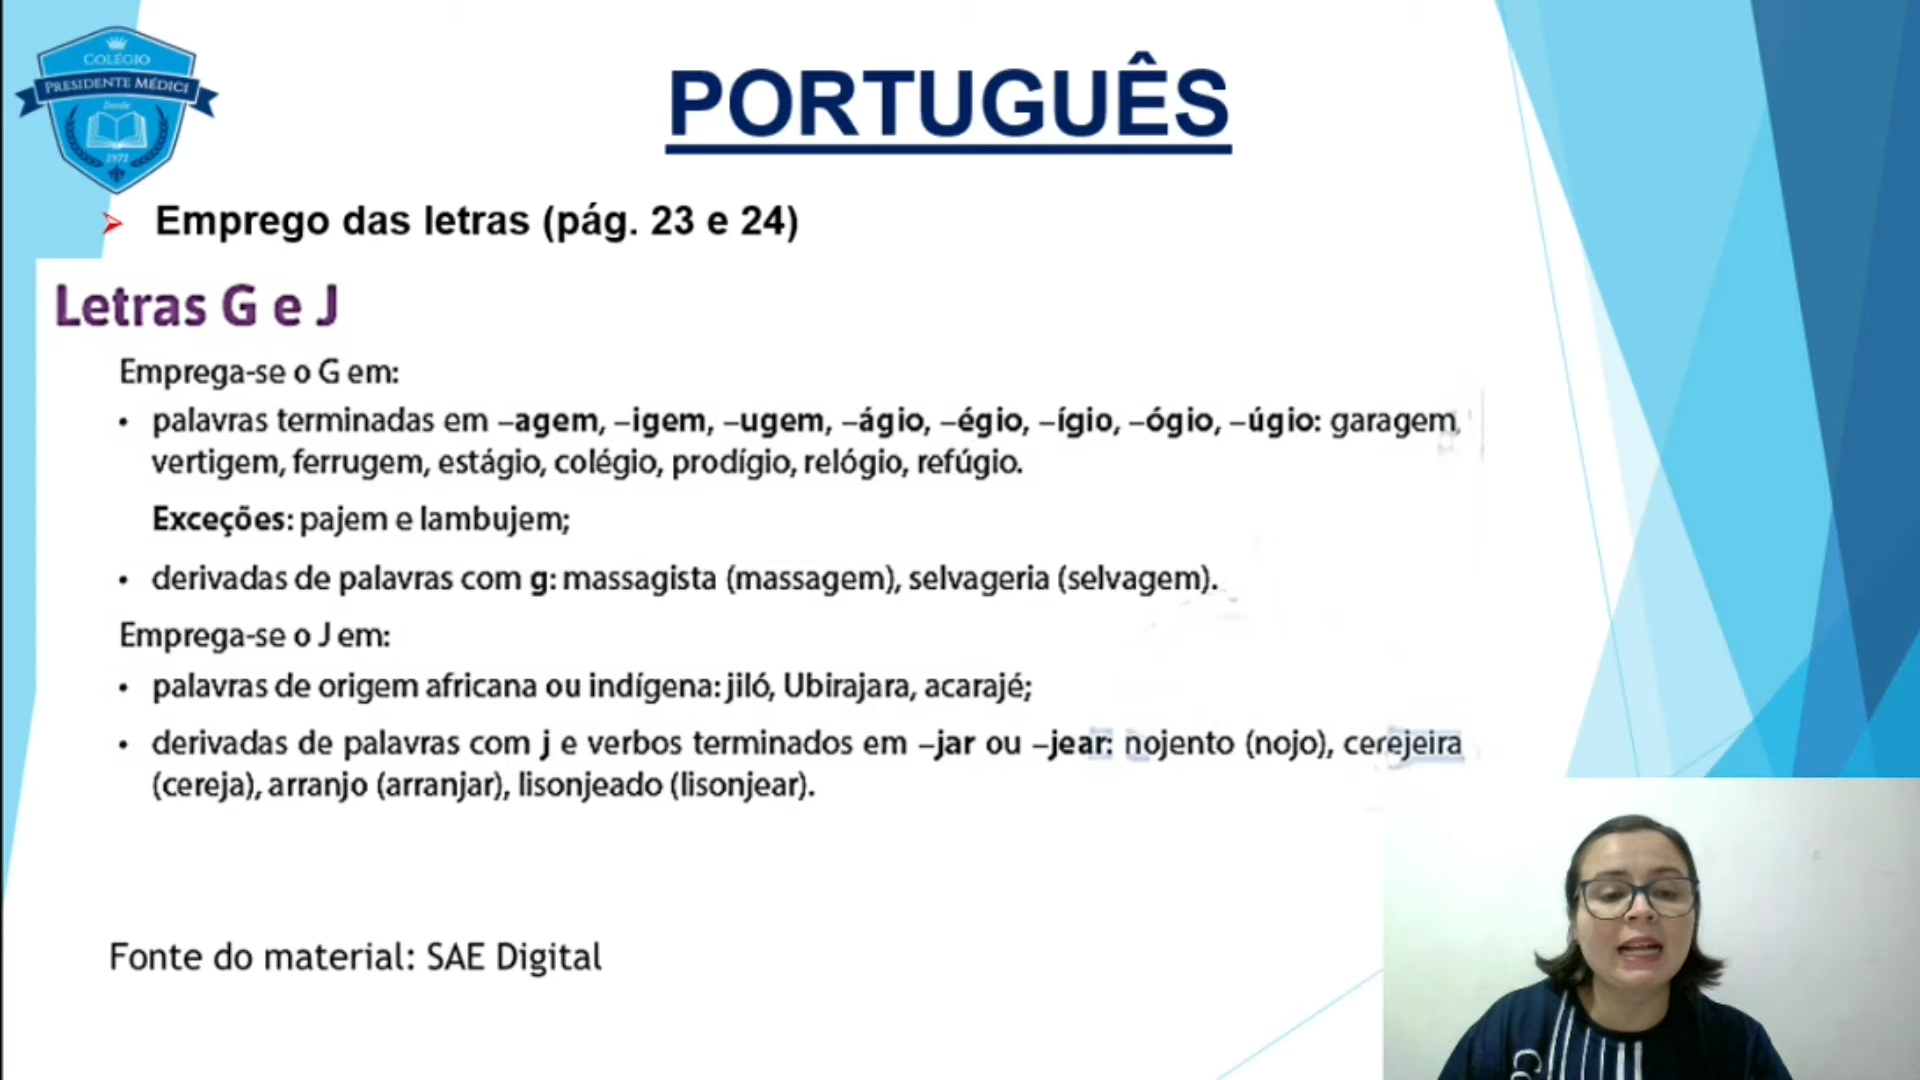 COLÉGIO
PRESIDENTE MÉDICI
Desde
1971
PORTUGUÊS
Emprego das letras (pág. 23 e 24)
Letras G e J
Emprega-se o G em:
• palavras terminadas em –agem, –igem, –ugem, –ágio, –égio, –ígio, –ógio, –úgio: garagem,
vertigem, ferrugem, estágio, colégio, prodígio, relógio, refúgio.
Exceções: pajem e lambujem;
• derivadas de palavras com g: massagista (massagem), selvageria (selvagem).
Emprega-se o J em:
• palavras de origem africana ou indígena: jiló, Ubirajara, acarajé;
• derivadas de palavras com j e verbos terminados em –jar ou –jear: nojento (nojo), cerejeira
(cereja), arranjo (arranjar), lisonjeado (lisonjear).
Fonte do material: SAE Digital